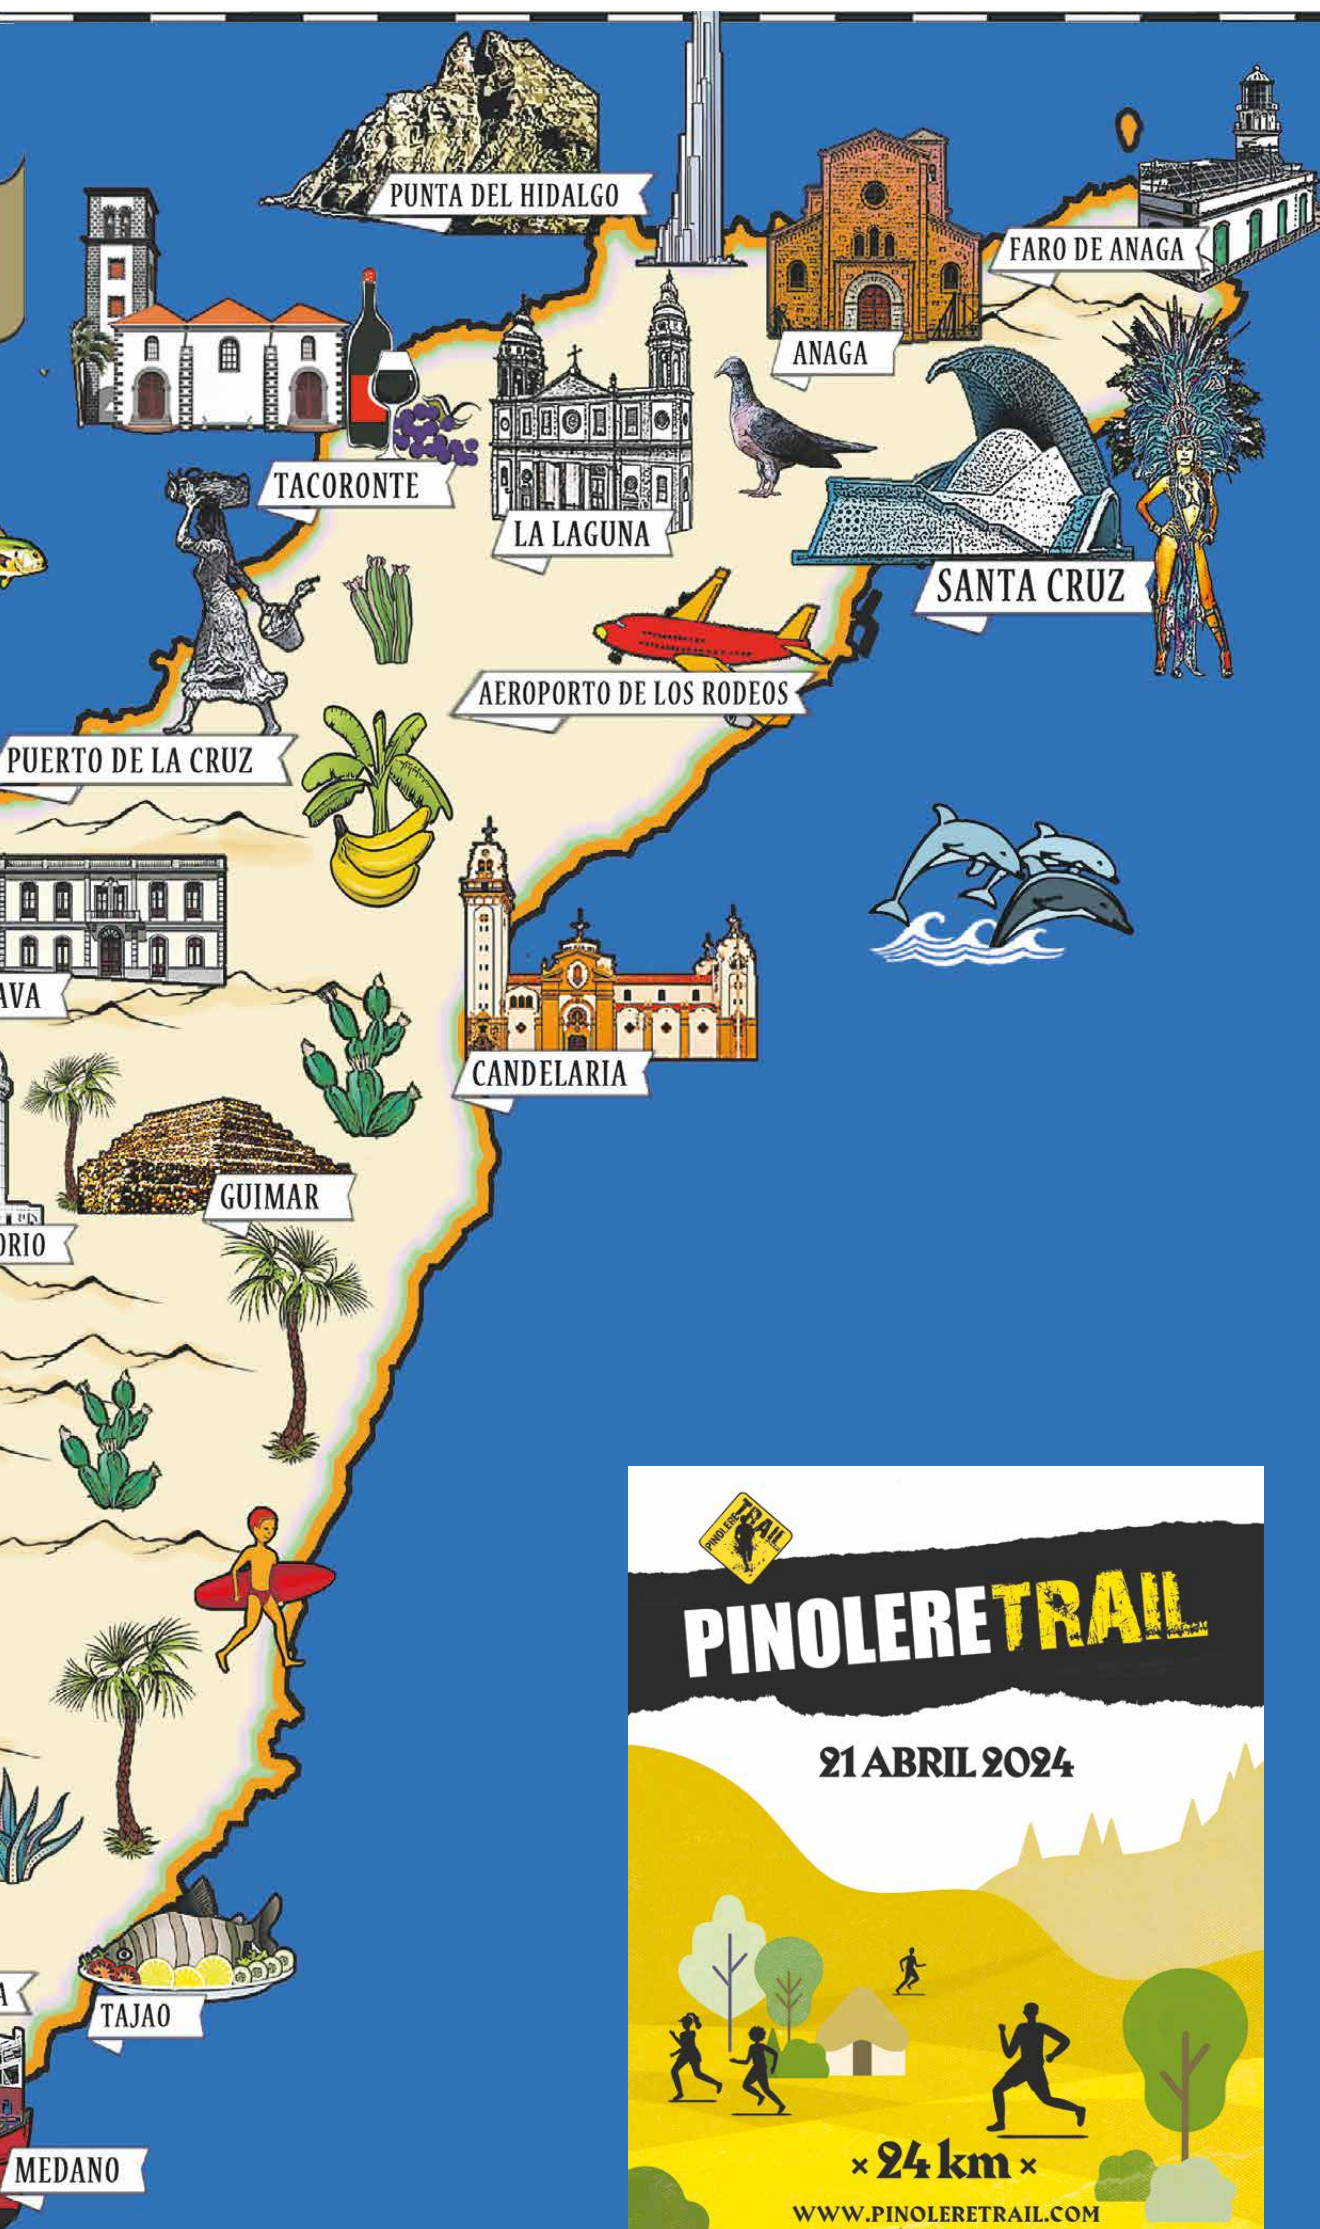 PUNTA DEL HIDALGO
FARO DE ANAGA
ANAGA
TACORONTE
LA LAGUNA
SANTA CRUZ
AEROPORTO DE LOS RODEOS
PUERTO DE LA CRUZ
AVA
CANDELARIA
GUIMAR
ORIO
PINOLERE TRAIL
PINOLERETRAIL
21 ABRIL 2024
A
TAJAO
MEDANO
× 24 km ×
WWW.PINOLERETRAIL.COM